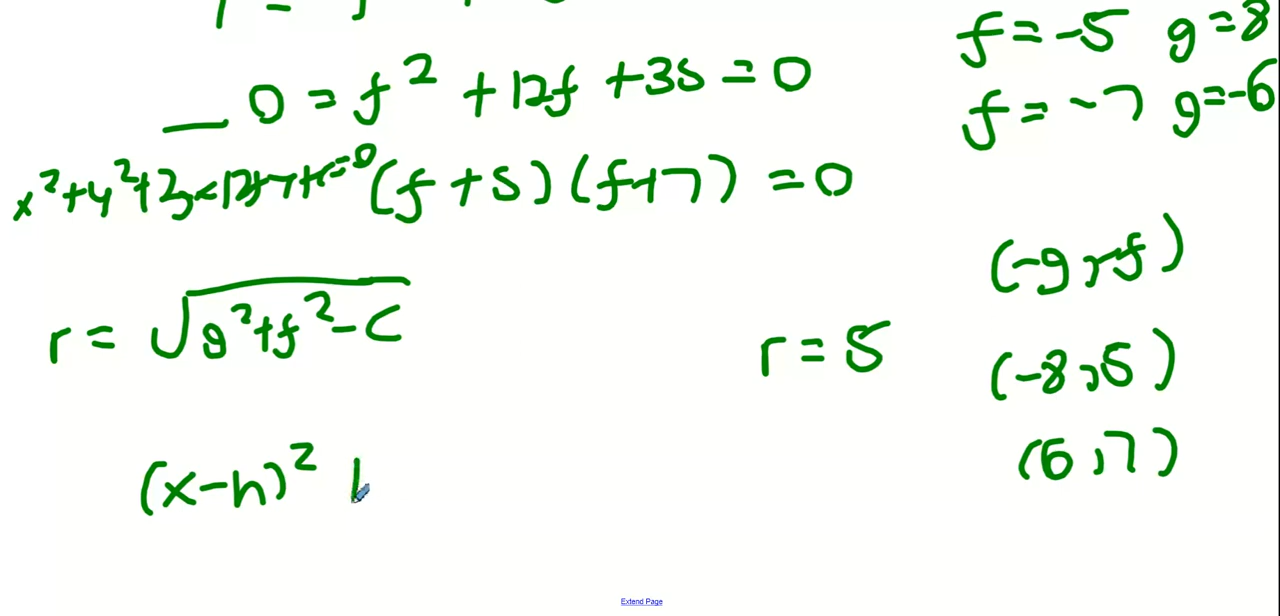 f = -5 g = 8
0 = f² + 12f + 35 = 0
f = -7 g = -6
(f + 5) (f + 7) = 0
(-g, -f)
r = √g² + f² - c
r = 5
(-8, 5)
(6, 7)
(x - h)²
Extend Page